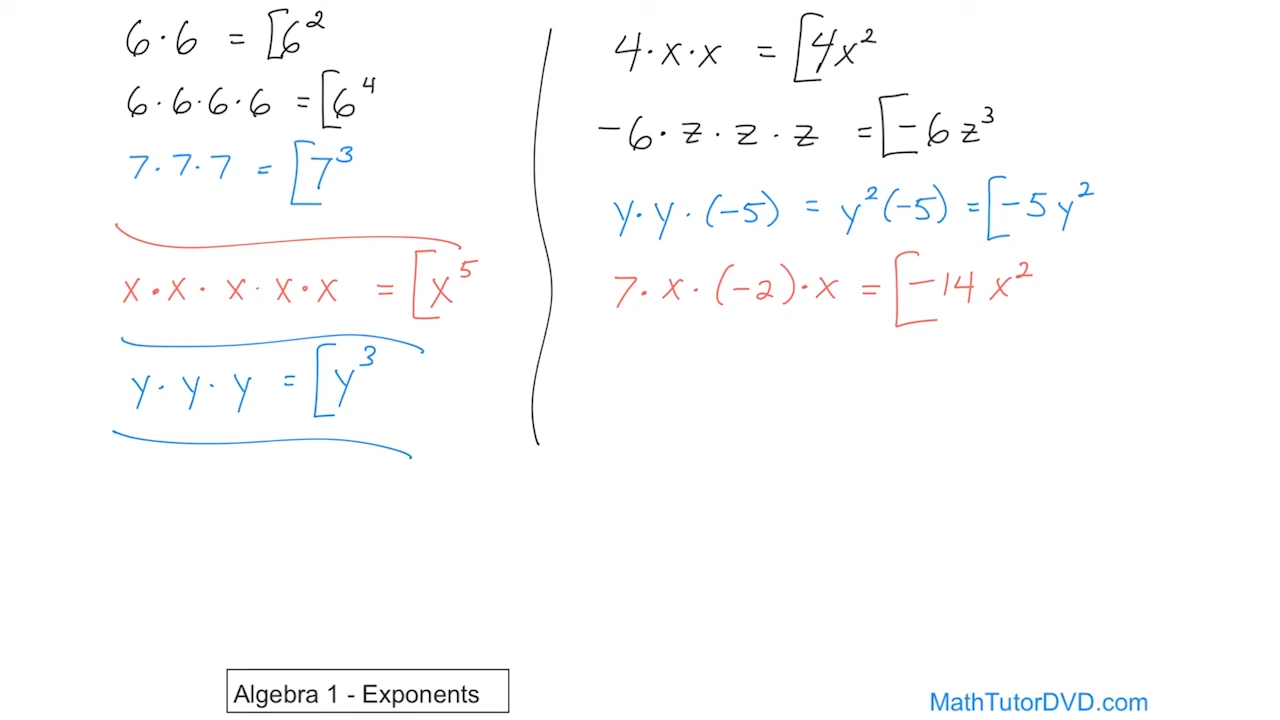 6 · 6 = [6²
6 · 6 · 6 · 6 = [6⁴
7 · 7 · 7 = [7³
x · x · x · x · x = [x⁵
y · y · y = [y³
4 · x · x = [4x²
-6 · z · z · z = [-6z³
y · y · (-5) = y²(-5) = [-5y²
7 · x · (-2) · x = [-14x²
Algebra 1 - Exponents
MathTutorDVD.com